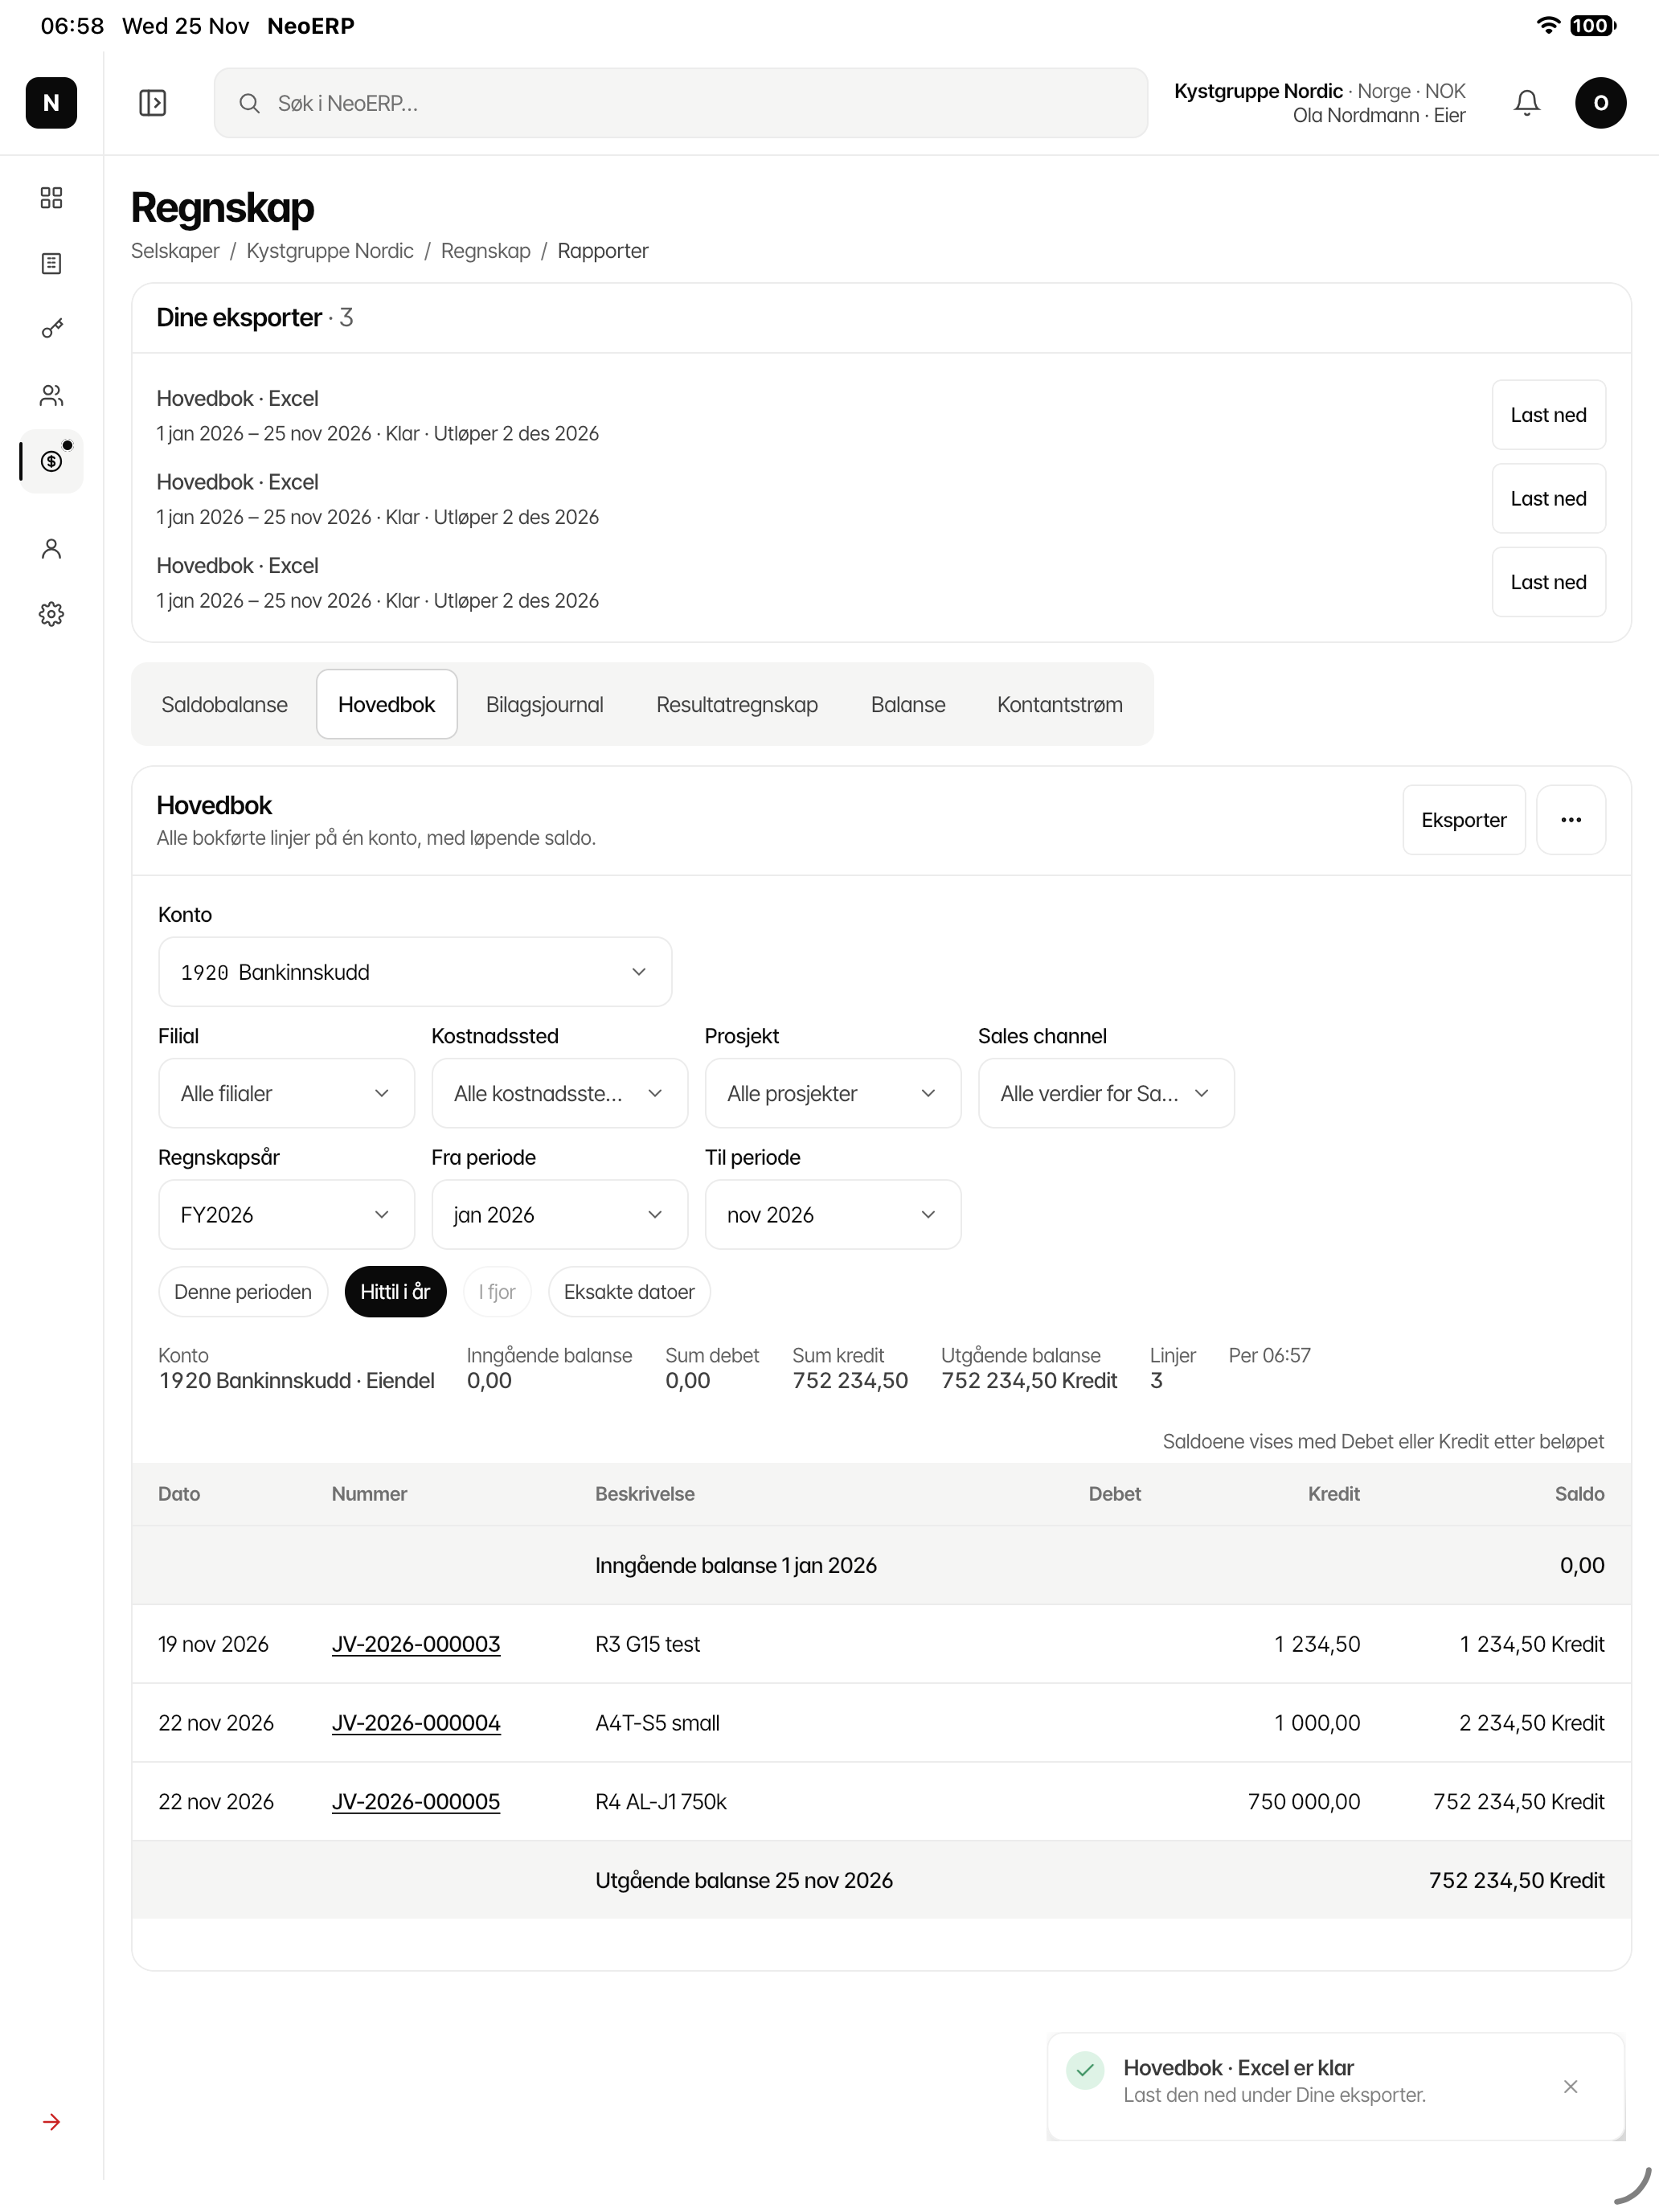 06:58 Wed 25 Nov NeoERP
100
N
Søk i NeoERP...
Kystgruppe Nordic · Norge · NOK
Ola Nordmann · Eier
O
Regnskap
Selskaper / Kystgruppe Nordic / Regnskap / Rapporter
Dine eksporter · 3
Hovedbok · Excel
1 jan 2026 – 25 nov 2026 · Klar · Utløper 2 des 2026
Last ned
Hovedbok · Excel
1 jan 2026 – 25 nov 2026 · Klar · Utløper 2 des 2026
Last ned
Hovedbok · Excel
1 jan 2026 – 25 nov 2026 · Klar · Utløper 2 des 2026
Last ned
Saldobalanse Hovedbok Bilagsjournal Resultatregnskap Balanse Kontantstrøm
Hovedbok
Alle bokførte linjer på én konto, med løpende saldo.
Eksporter
Konto
1920 Bankinnskudd
Filial Kostnadssted Prosjekt Sales channel
Alle filialer Alle kostnadsste... Alle prosjekter Alle verdier for Sa...
Regnskapsår Fra periode Til periode
FY2026 jan 2026 nov 2026
Denne perioden Hittil i år I fjor Eksakte datoer
Konto Inngående balanse Sum debet Sum kredit Utgående balanse Linjer Per 06:57
1920 Bankinnskudd · Eiendel 0,00 0,00 752 234,50 752 234,50 Kredit 3
Saldoene vises med Debet eller Kredit etter beløpet
Dato Nummer Beskrivelse Debet Kredit Saldo
Inngående balanse 1 jan 2026 0,00
19 nov 2026 JV-2026-000003 R3 G15 test 1 234,50 1 234,50 Kredit
22 nov 2026 JV-2026-000004 A4T-S5 small 1 000,00 2 234,50 Kredit
22 nov 2026 JV-2026-000005 R4 AL-J1 750k 750 000,00 752 234,50 Kredit
Utgående balanse 25 nov 2026 752 234,50 Kredit
Hovedbok · Excel er klar
Last den ned under Dine eksporter.